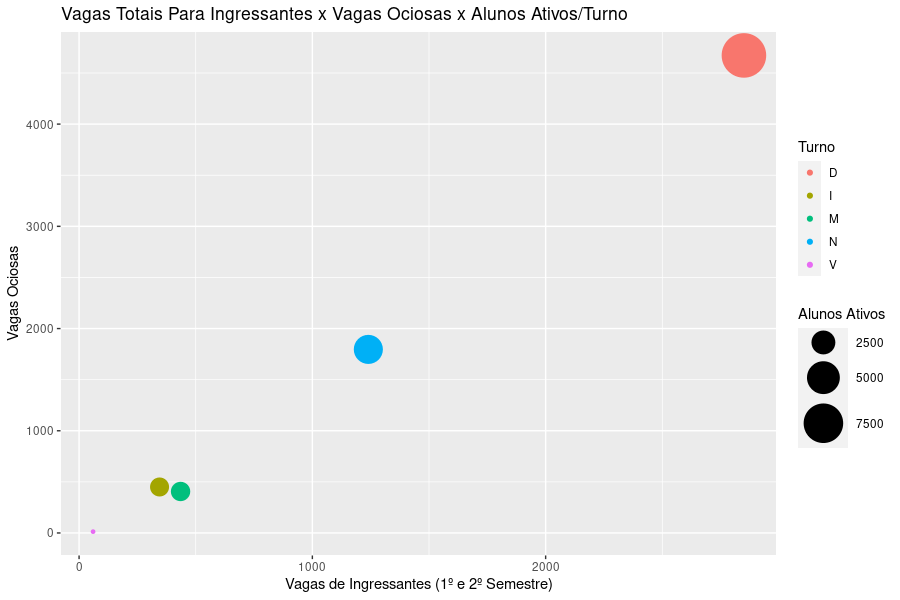 Vagas Totais Para Ingressantes x Vagas Ociosas x Alunos Ativos/Turno
Vagas Ociosas
4000
3000
2000
1000
0
0
1000
2000
Vagas de Ingressantes (1º e 2º Semestre)
Turno
D
I
M
N
V
Alunos Ativos
2500
5000
7500